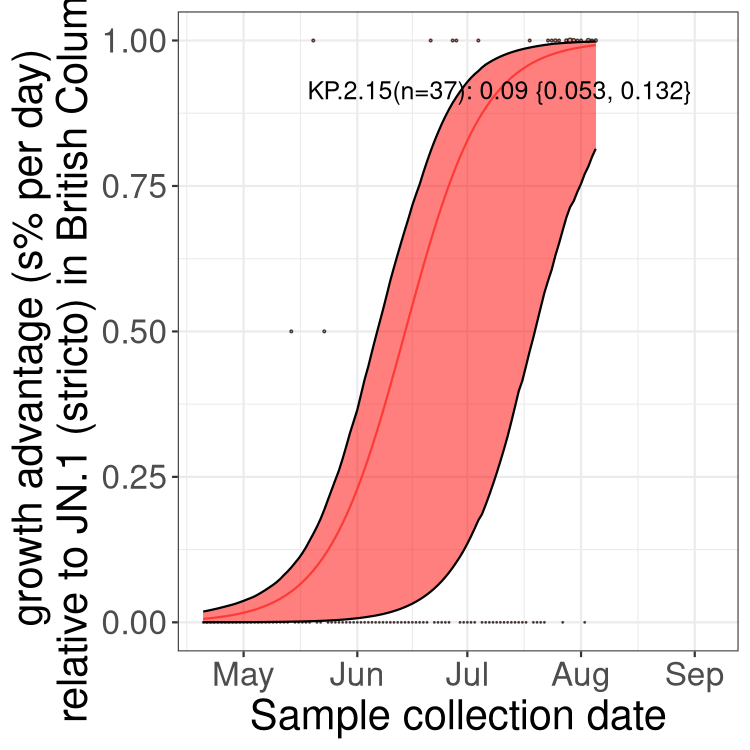 growth advantage (s% per day)
relative to JN.1 (stricto) in British Colum
1.00
0.75
0.50
0.25
0.00
KP.2.15(n=37): 0.09 {0.053, 0.132}
May Jun Jul Aug Sep
Sample collection date